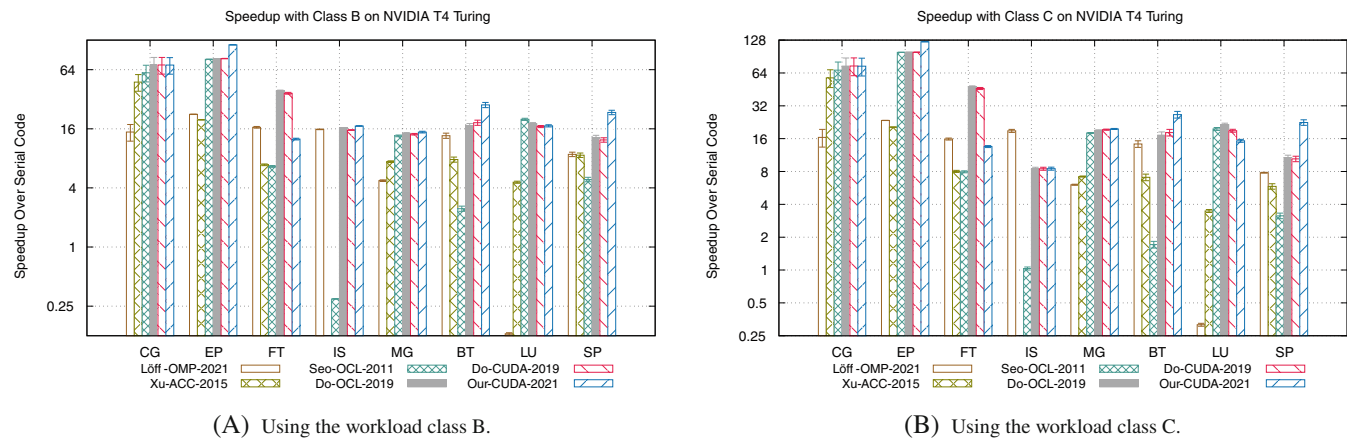 Speedup with Class B on NVIDIA T4 Turing
Speedup Over Serial Code
64
16
4
1
0.25
CG EP FT IS MG BT LU SP
Löff -OMP-2021 Seo-OCL-2011 Do-CUDA-2019
Xu-ACC-2015 Do-OCL-2019 Our-CUDA-2021
(A) Using the workload class B.
Speedup with Class C on NVIDIA T4 Turing
Speedup Over Serial Code
128
64
32
16
8
4
2
1
0.5
0.25
CG EP FT IS MG BT LU SP
Löff -OMP-2021 Seo-OCL-2011 Do-CUDA-2019
Xu-ACC-2015 Do-OCL-2019 Our-CUDA-2021
(B) Using the workload class C.